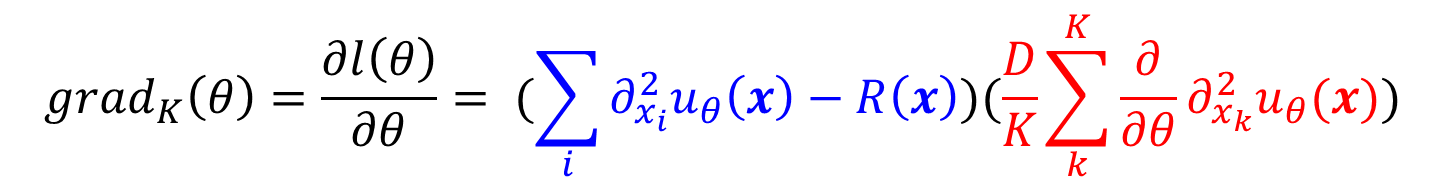 grad_K(θ) = ∂l(θ)/∂θ = (∑_i ∂²_{x_i} u_θ(𝒙) − R(𝒙))(D/K ∑_k^K ∂/∂θ ∂²_{x_k} u_θ(𝒙))